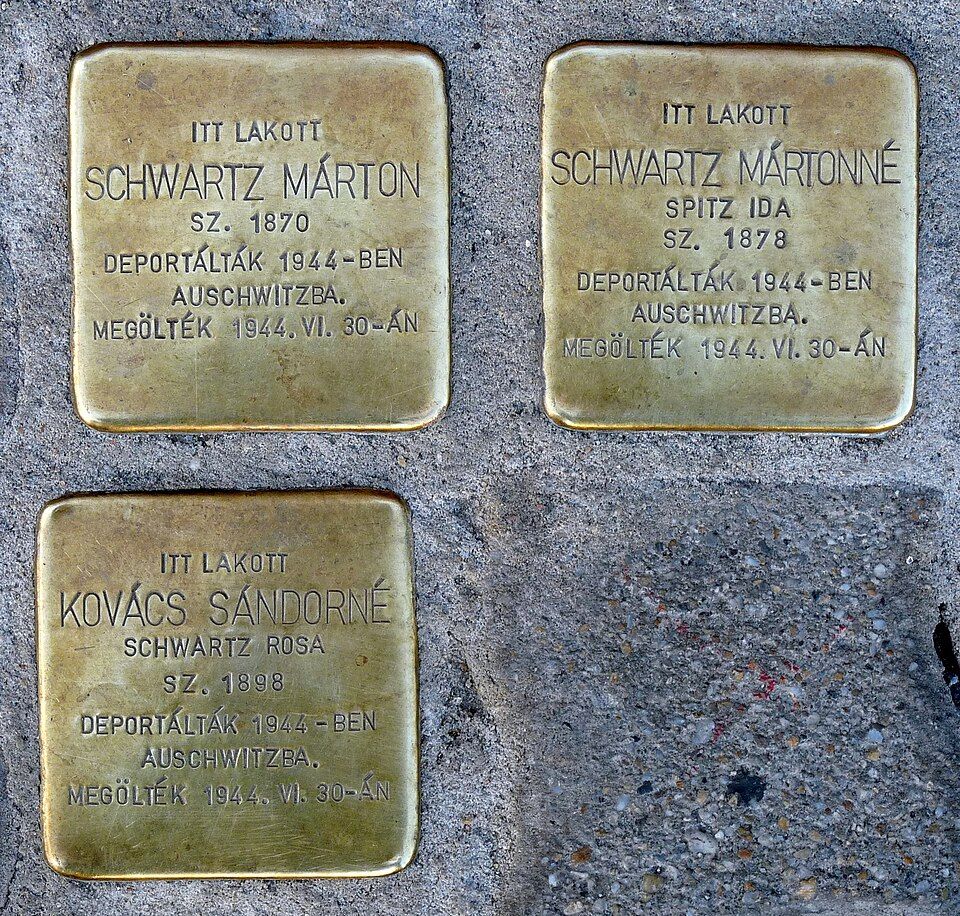 ITT LAKOTT
SCHWARTZ MÁRTON
SZ. 1870
DEPORTÁLTÁK 1944-BEN
AUSCHWITZBA.
MEGÖLTÉK 1944. VI. 30-ÁN
ITT LAKOTT
SCHWARTZ MÁRTONNÉ
SPITZ IDA
SZ. 1878
DEPORTÁLTÁK 1944-BEN
AUSCHWITZBA.
MEGÖLTÉK 1944. VI. 30-ÁN
ITT LAKOTT
KOVÁCS SÁNDORNÉ
SCHWARTZ ROSA
SZ. 1898
DEPORTÁLTÁK 1944-BEN
AUSCHWITZBA.
MEGÖLTÉK 1944. VI. 30-ÁN